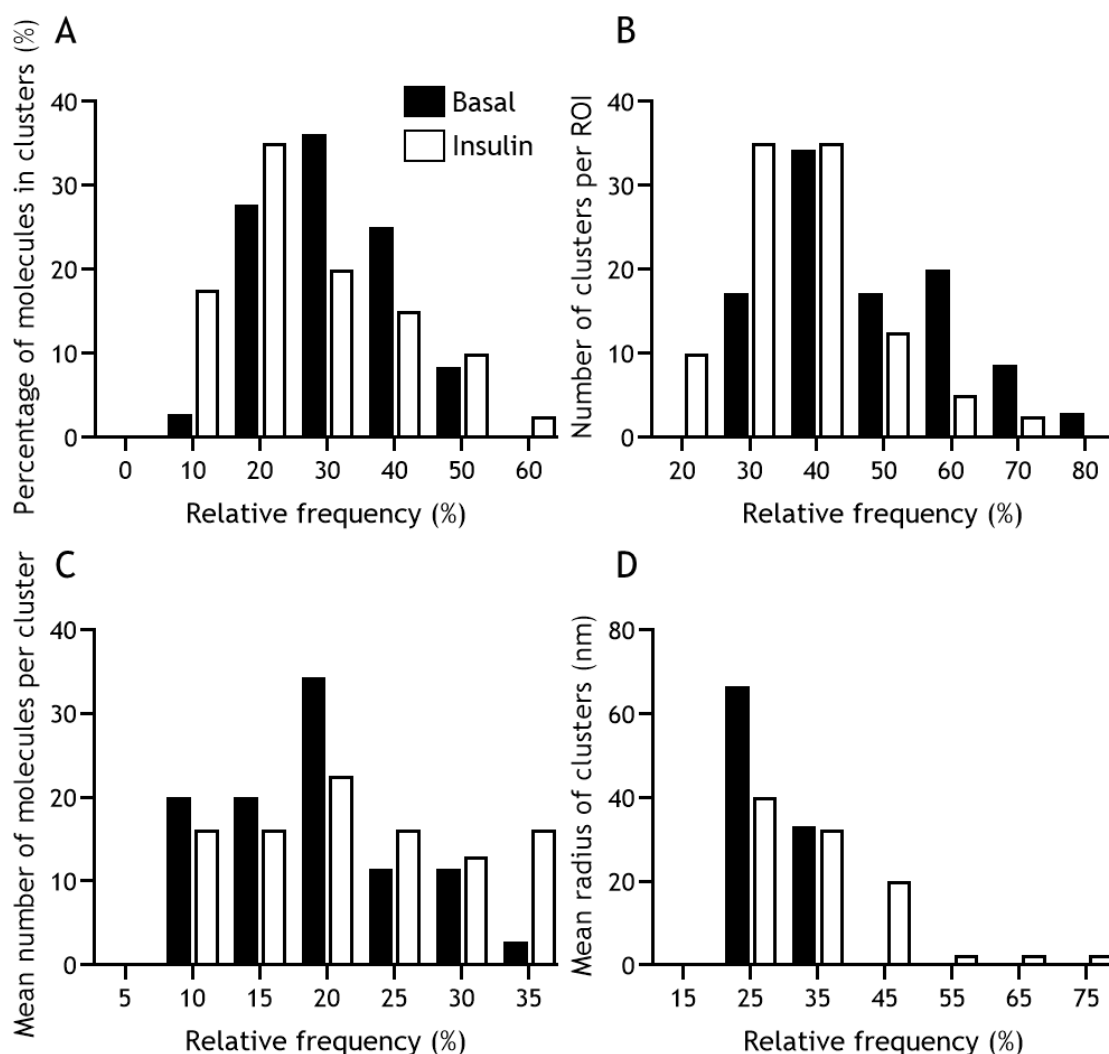 A
Percentage of molecules in clusters (%)
40
30
20
10
0
0 10 20 30 40 50 60
Relative frequency (%)
Basal
Insulin
B
Number of clusters per ROI
40
30
20
10
0
20 30 40 50 60 70 80
Relative frequency (%)
C
Mean number of molecules per cluster
40
30
20
10
0
5 10 15 20 25 30 35
Relative frequency (%)
D
Mean radius of clusters (nm)
80
60
40
20
0
15 25 35 45 55 65 75
Relative frequency (%)